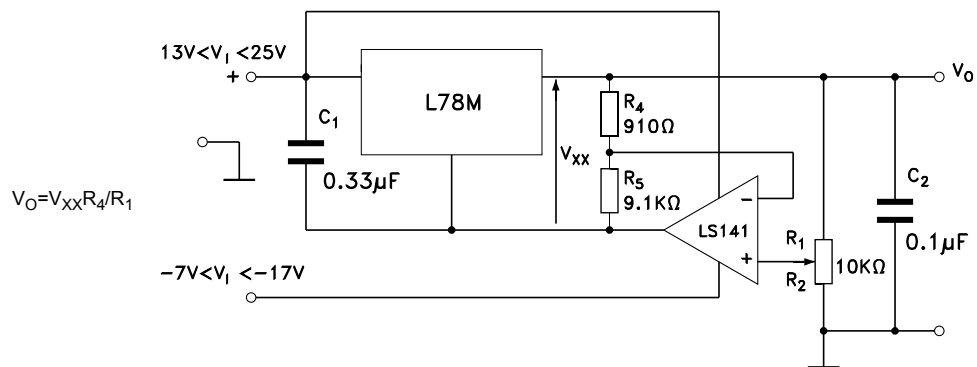 13V<V_I<25V
+
L78M
C_1
0.33µF
V_XX
R_4
910Ω
R_5
9.1KΩ
V_O
V_O=V_XXR_4/R_1
LS141
−
+
R_1
R_2
10KΩ
C_2
0.1µF
−7V<V_I<−17V